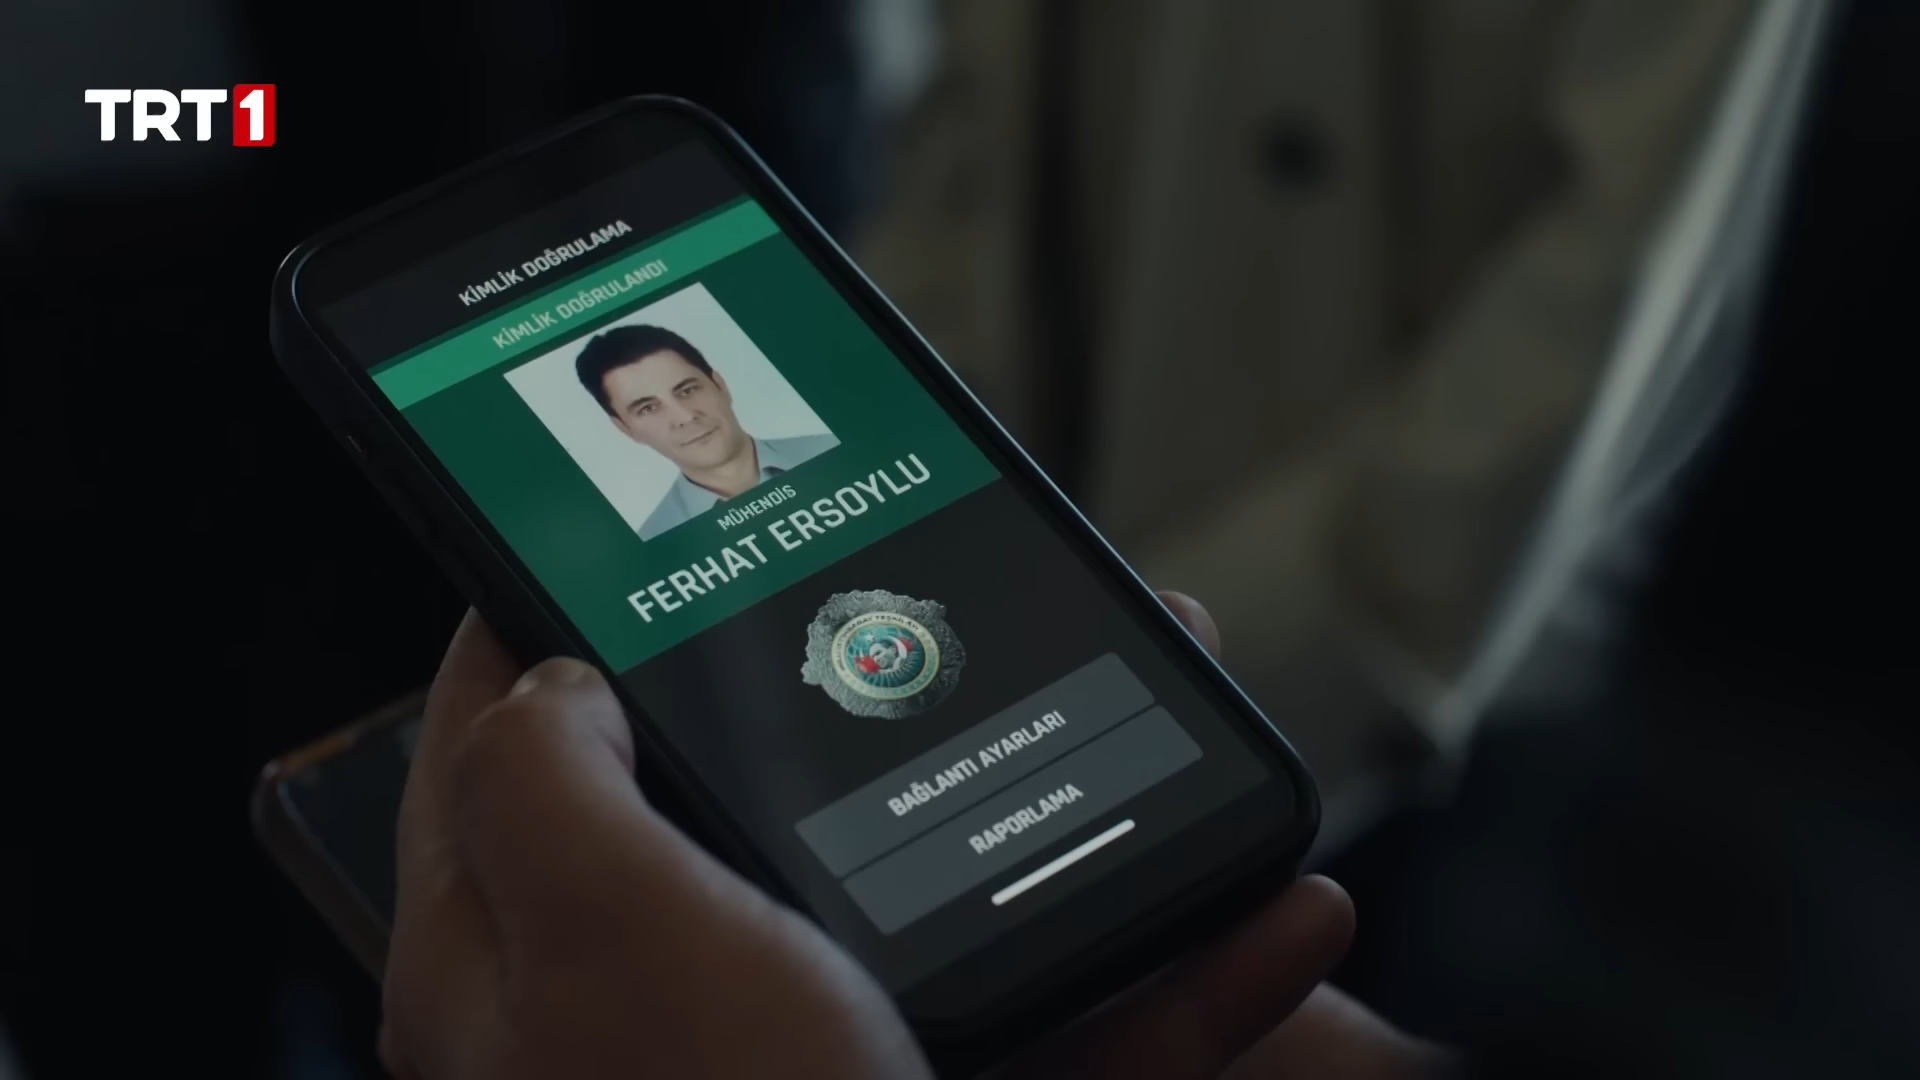 TRT1
KİMLİK DOĞRULAMA
KİMLİK DOĞRULANDI
MÜHENDİS
FERHAT ERSOYLU
BAĞLANTI AYARLARI
RAPORLAMA